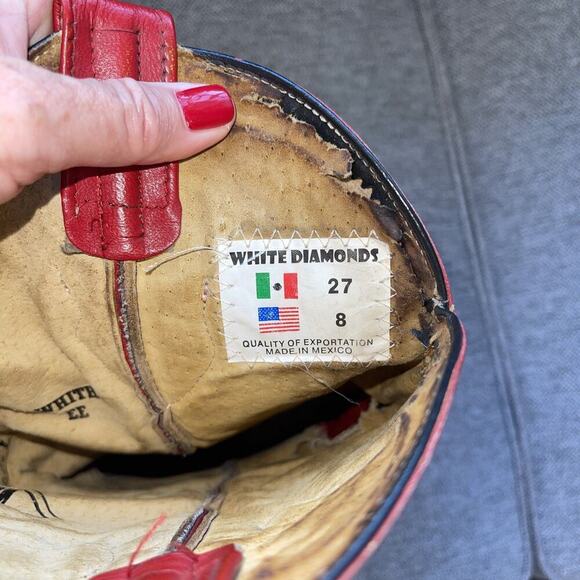 WHITE DIAMONDS
27
8
QUALITY OF EXPORTATION
MADE IN MEXICO
WHITE
EE